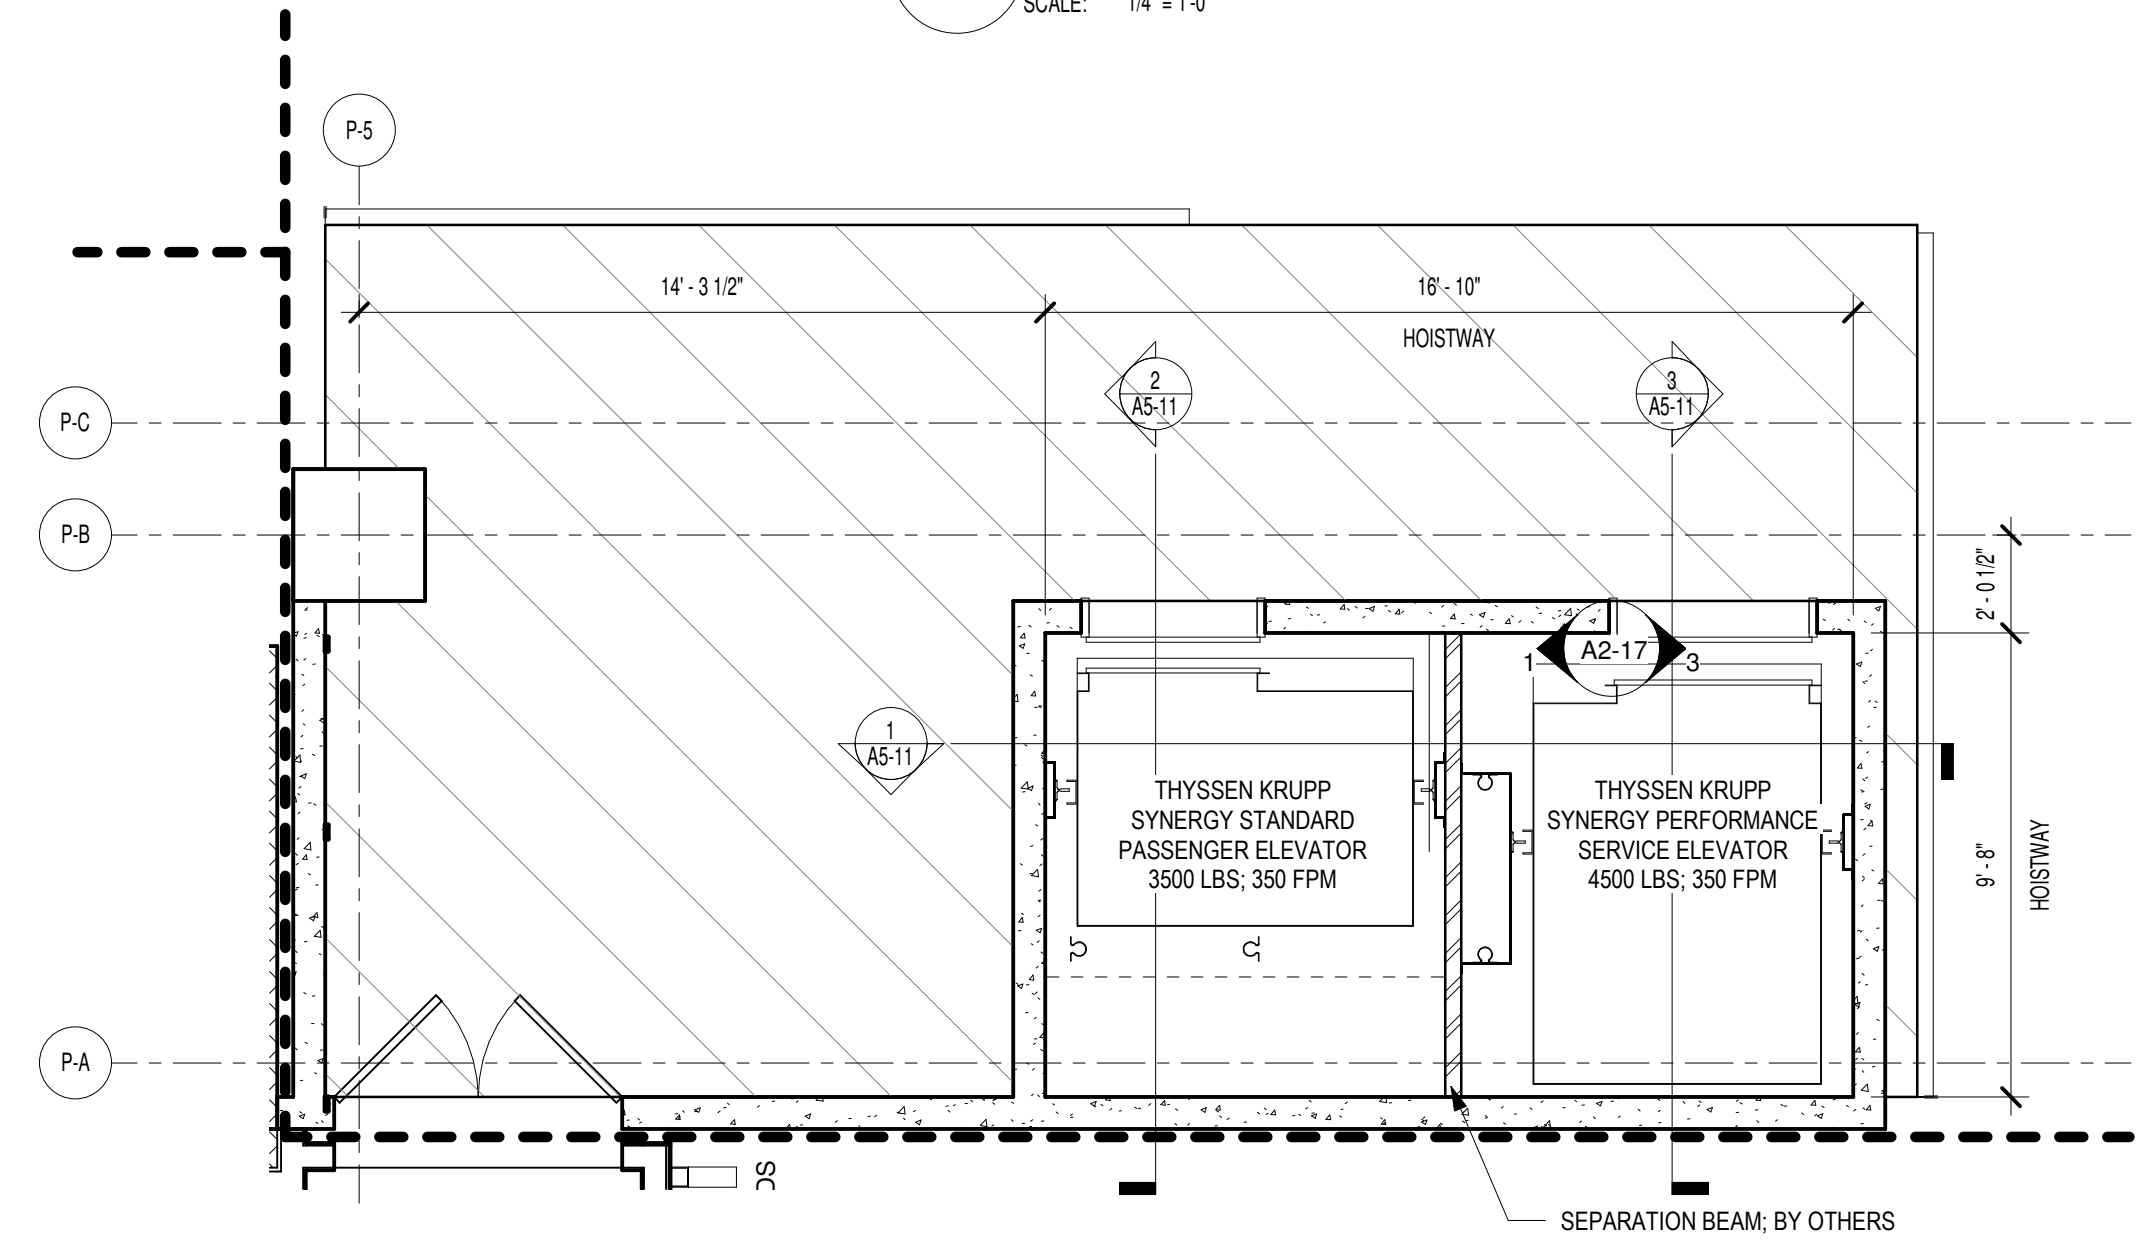 SCALE: 1/4" = 1'-0"
P-5
14' - 3 1/2"
16' - 10"
HOISTWAY
2
A5-11
3
A5-11
P-C
P-B
2' - 0 1/2"
A2-17
1
3
1
A5-11
THYSSEN KRUPP
SYNERGY STANDARD
PASSENGER ELEVATOR
3500 LBS; 350 FPM
THYSSEN KRUPP
SYNERGY PERFORMANCE
SERVICE ELEVATOR
4500 LBS; 350 FPM
9' - 8"
HOISTWAY
P-A
SEPARATION BEAM; BY OTHERS